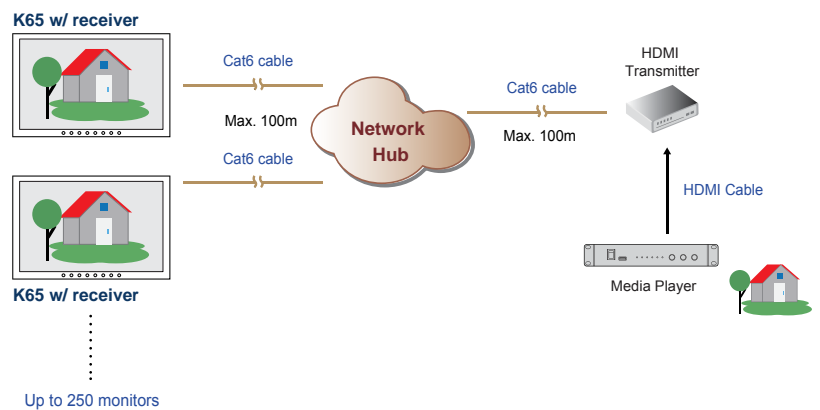 K65 w/ receiver
Cat6 cable
Max. 100m
Cat6 cable
K65 w/ receiver
Up to 250 monitors
Network
Hub
Cat6 cable
Max. 100m
HDMI
Transmitter
HDMI Cable
Media Player